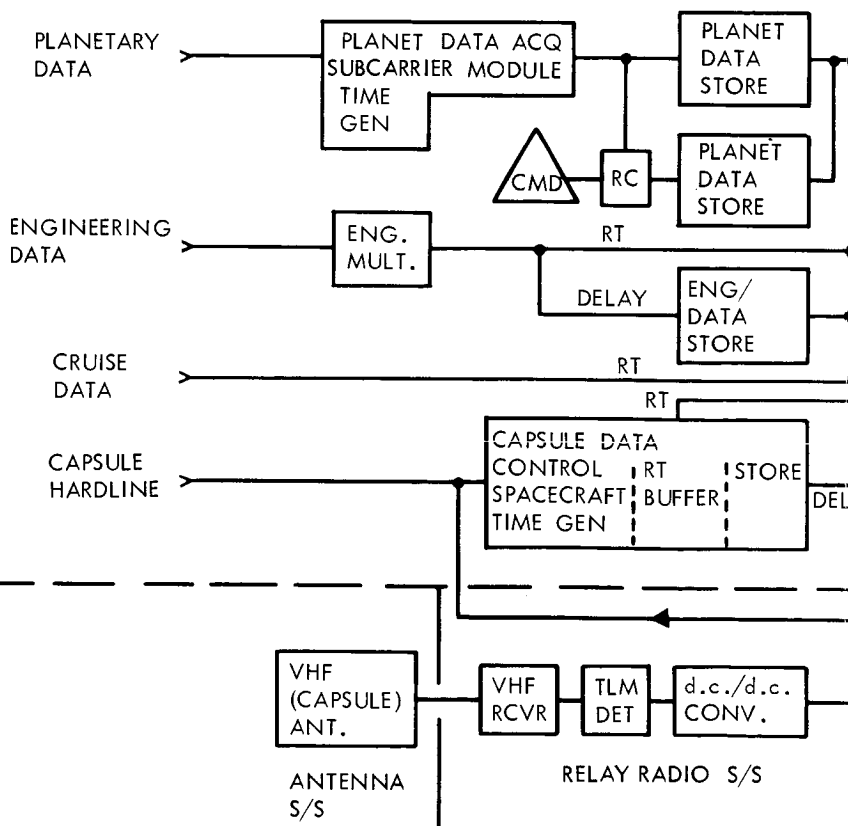 PLANETARY
DATA
PLANET DATA ACQ
SUBCARRIER MODULE
TIME
GEN
PLANET
DATA
STORE
CMD
RC
PLANET
DATA
STORE
ENGINEERING
DATA
ENG.
MULT.
RT
DELAY
ENG/
DATA
STORE
CRUISE
DATA
RT
RT
CAPSULE
HARDLINE
CAPSULE DATA
CONTROL
SPACECRAFT
TIME GEN
RT
BUFFER
STORE
DEL
VHF
(CAPSULE)
ANT.
VHF
RCVR
TLM
DET
d.c./d.c.
CONV.
ANTENNA
S/S
RELAY RADIO S/S